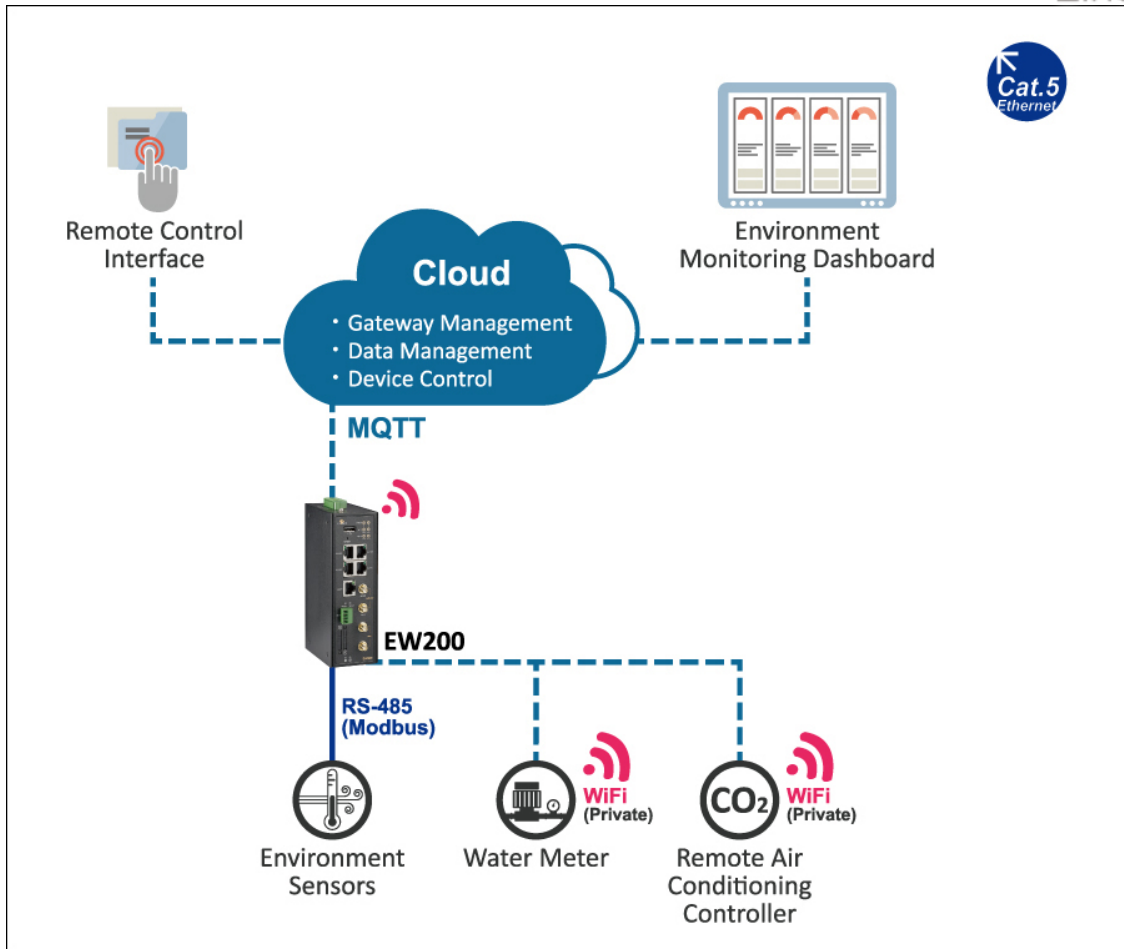 Cat.5
Ethernet
Remote Control
Interface
Environment
Monitoring Dashboard
Cloud
· Gateway Management
· Data Management
· Device Control
MQTT
EW200
RS-485
(Modbus)
WiFi
(Private)
CO₂
WiFi
(Private)
Environment
Sensors
Water Meter
Remote Air
Conditioning
Controller